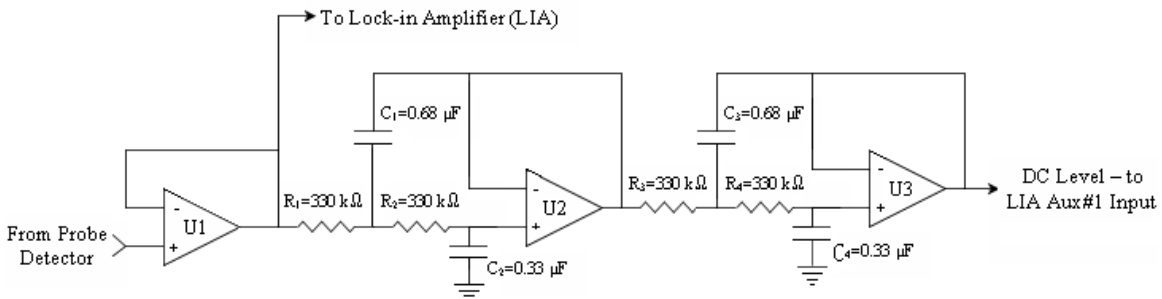 To Lock-in Amplifier (LIA)
C₁=0.68 µF
C₃=0.68 µF
-
U1
+
R₁=330 kΩ
R₂=330 kΩ
-
U2
+
R₃=330 kΩ
R₄=330 kΩ
-
U3
+
From Probe
Detector
C₂=0.33 µF
C₄=0.33 µF
DC Level – to
LIA Aux#1 Input